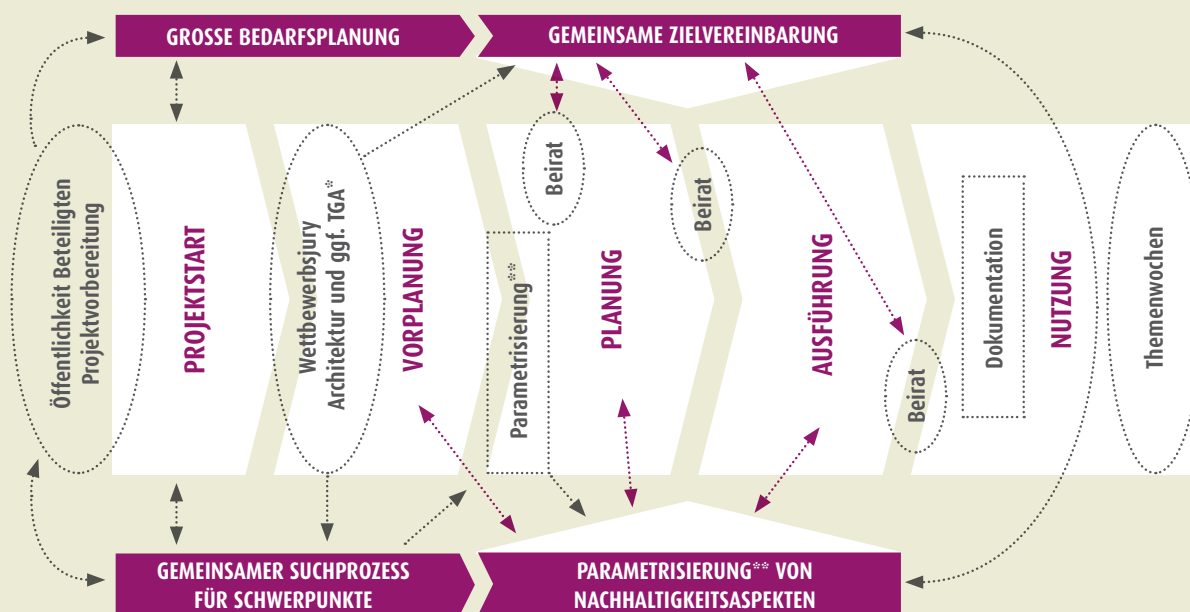 GROSSE BEDARFSPLANUNG
GEMEINSAME ZIELVEREINBARUNG
Öffentlichkeit Beteiligten
Projektvorbereitung
PROJEKTSTART
Wettbewerbsjury
Architektur und ggf. TGA*
VORPLANUNG
Parametrisierung**
Beirat
PLANUNG
Beirat
AUSFÜHRUNG
Beirat
Dokumentation
NUTZUNG
Themenwochen
GEMEINSAMER SUCHPROZESS
FÜR SCHWERPUNKTE
PARAMETRISIERUNG** VON
NACHHALTIGKEITSASPEKTEN